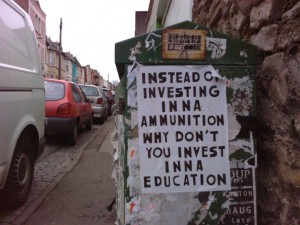 INSTEAD OF
INVESTING
INNA
AMMUNITION
WHY DON'T
YOU INVEST
INNA
EDUCATION